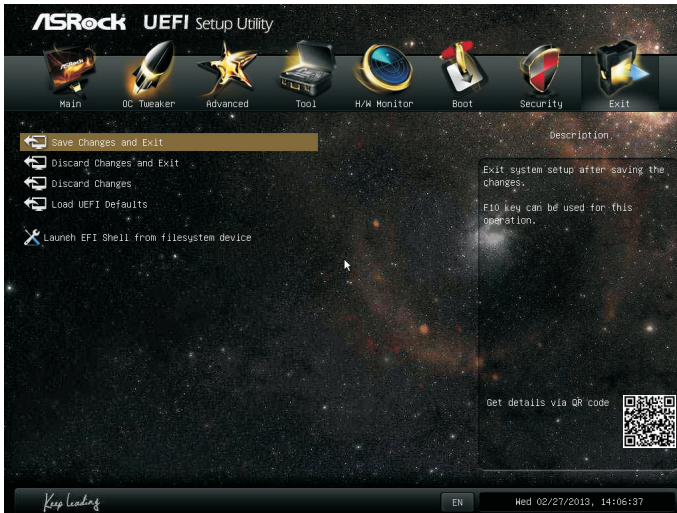 ASRock UEFI Setup Utility
ASRock
Main OC Tweaker Advanced Tool H/W Monitor Boot Security Exit
Save Changes and Exit
Discard Changes and Exit
Discard Changes
Load UEFI Defaults
Launch EFI Shell from filesystem device
Description
Exit system setup after saving the
changes.
F10 key can be used for this
operation.
Get details via QR code
Keep Leading
EN
Wed 02/27/2013, 14:06:37